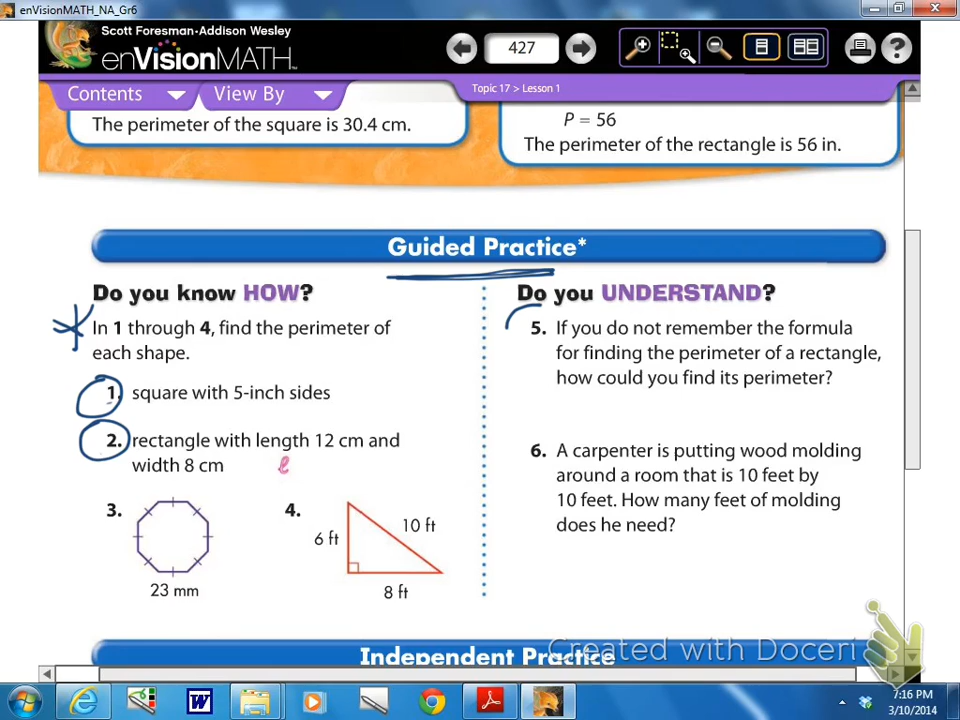 enVisionMATH_NA_Gr6
Scott Foresman·Addison Wesley
enVisionMATH™
427
Contents
View By
Topic 17 > Lesson 1
The perimeter of the square is 30.4 cm.
P = 56
The perimeter of the rectangle is 56 in.
Guided Practice*
Do you know HOW?
In 1 through 4, find the perimeter of
each shape.
1. square with 5-inch sides
2. rectangle with length 12 cm and
width 8 cm
l
3.
23 mm
4.
6 ft
10 ft
8 ft
Do you UNDERSTAND?
5. If you do not remember the formula
for finding the perimeter of a rectangle,
how could you find its perimeter?
6. A carpenter is putting wood molding
around a room that is 10 feet by
10 feet. How many feet of molding
does he need?
Independent Practice
Created with Doceri
7:16 PM
3/10/2014